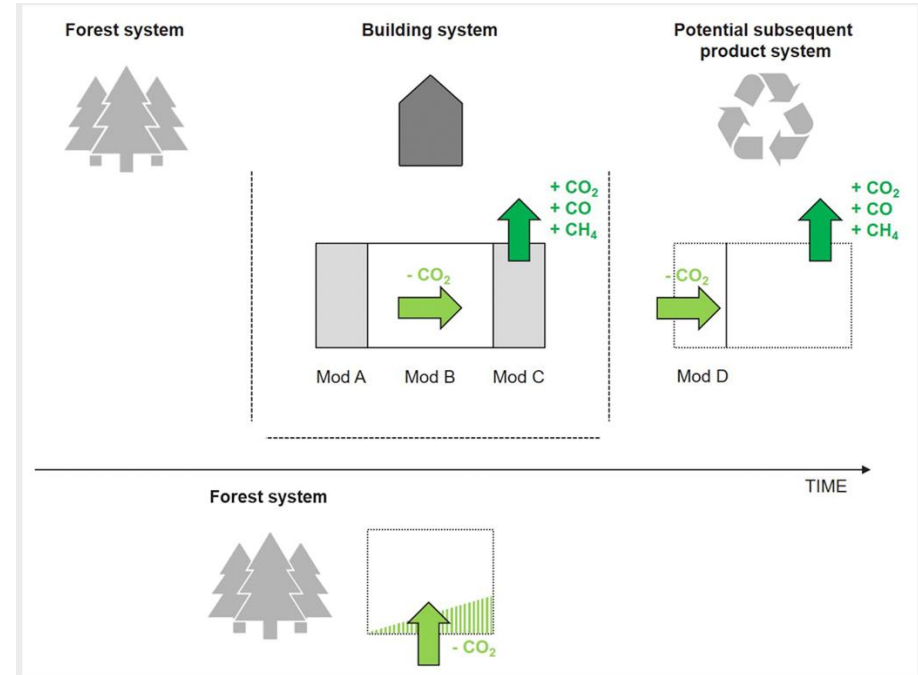 Forest system
Building system
Potential subsequent
product system
+ CO₂
+ CO
+ CH₄
- CO₂
+ CO₂
+ CO
+ CH₄
- CO₂
Mod A
Mod B
Mod C
Mod D
TIME
Forest system
- CO₂